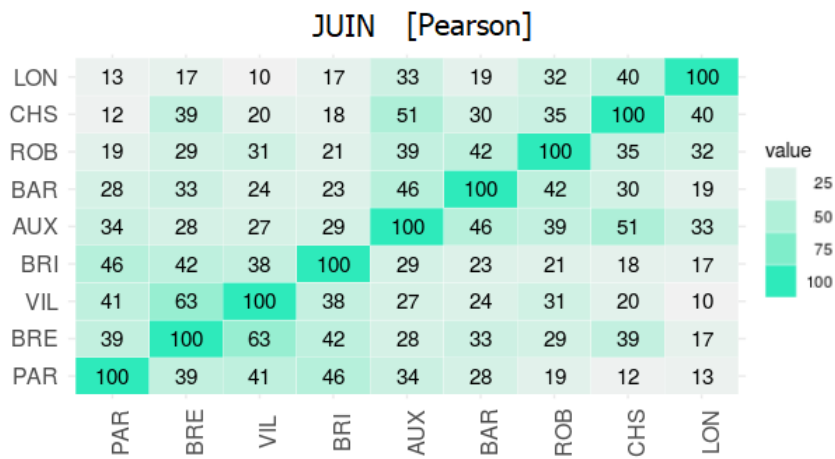 JUIN [Pearson]
LON 13 17 10 17 33 19 32 40 100
CHS 12 39 20 18 51 30 35 100 40
ROB 19 29 31 21 39 42 100 35 32
BAR 28 33 24 23 46 100 42 30 19
AUX 34 28 27 29 100 46 39 51 33
BRI 46 42 38 100 29 23 21 18 17
VIL 41 63 100 38 27 24 31 20 10
BRE 39 100 63 42 28 33 29 39 17
PAR 100 39 41 46 34 28 19 12 13
PAR BRE VIL BRI AUX BAR ROB CHS LON
value
25
50
75
100